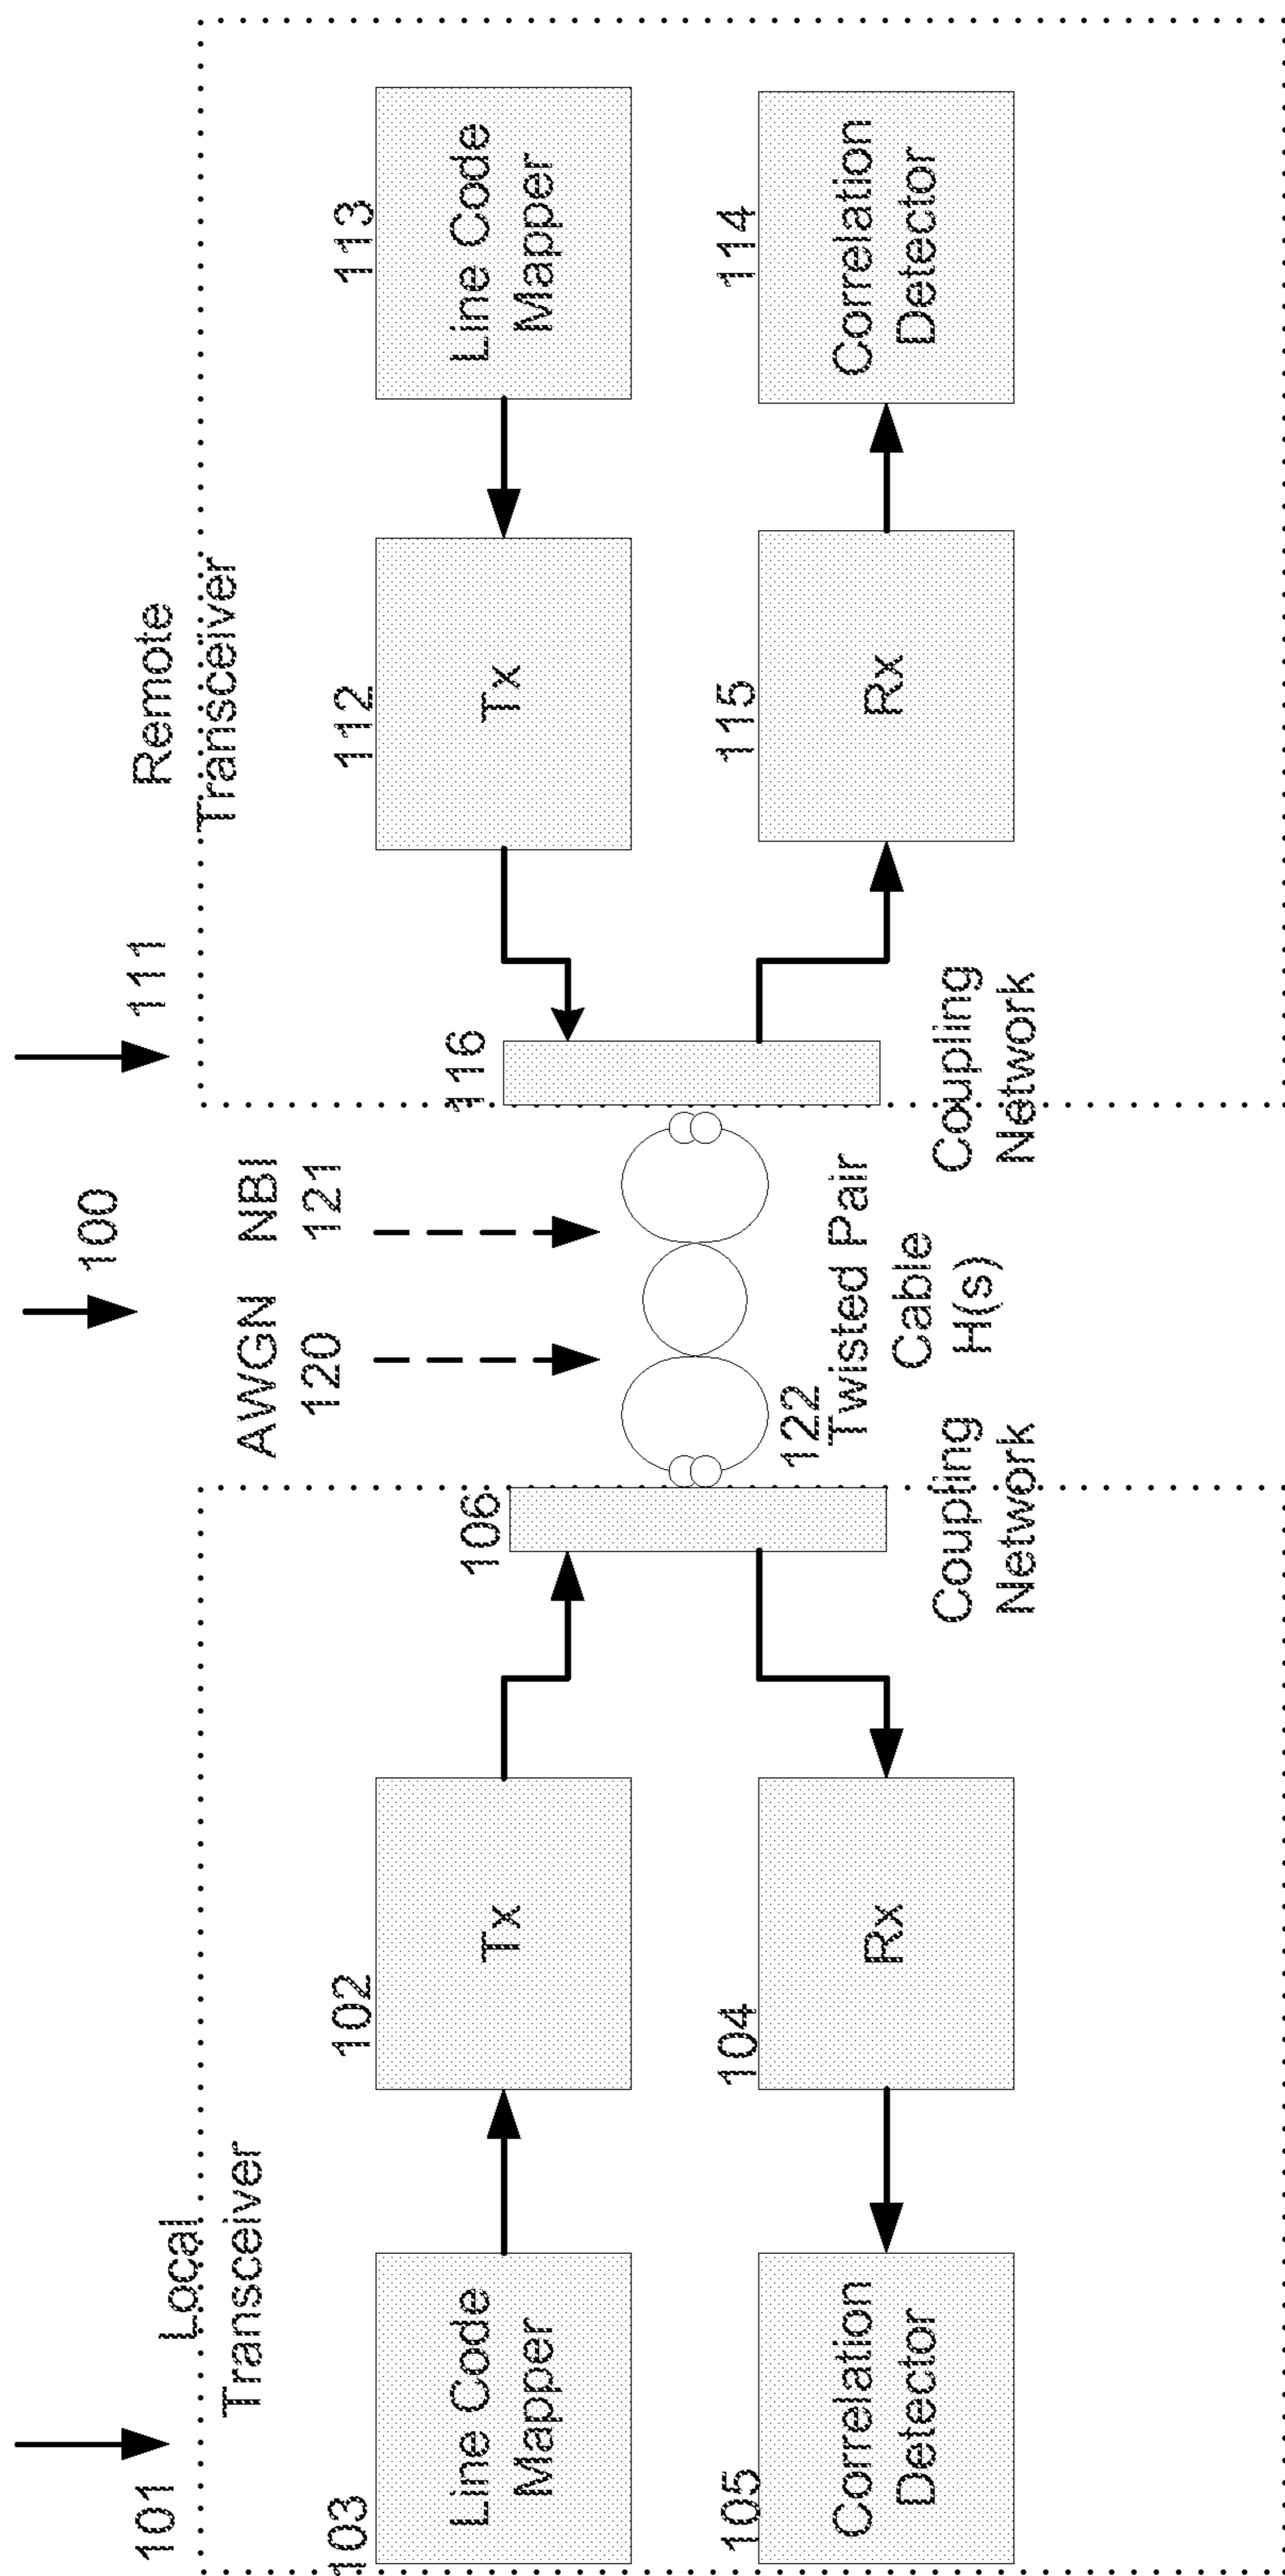 100
101
Local
Transceiver
111
Remote
Transceiver
AWGN
120
NBI
121
103
Line Code
Mapper
102
Tx
106
112
Tx
113
Line Code
Mapper
116
105
Correlation
Detector
104
Rx
122
Twisted Pair
Cable
H(s)
115
Rx
114
Correlation
Detector
Coupling
Network
Coupling
Network